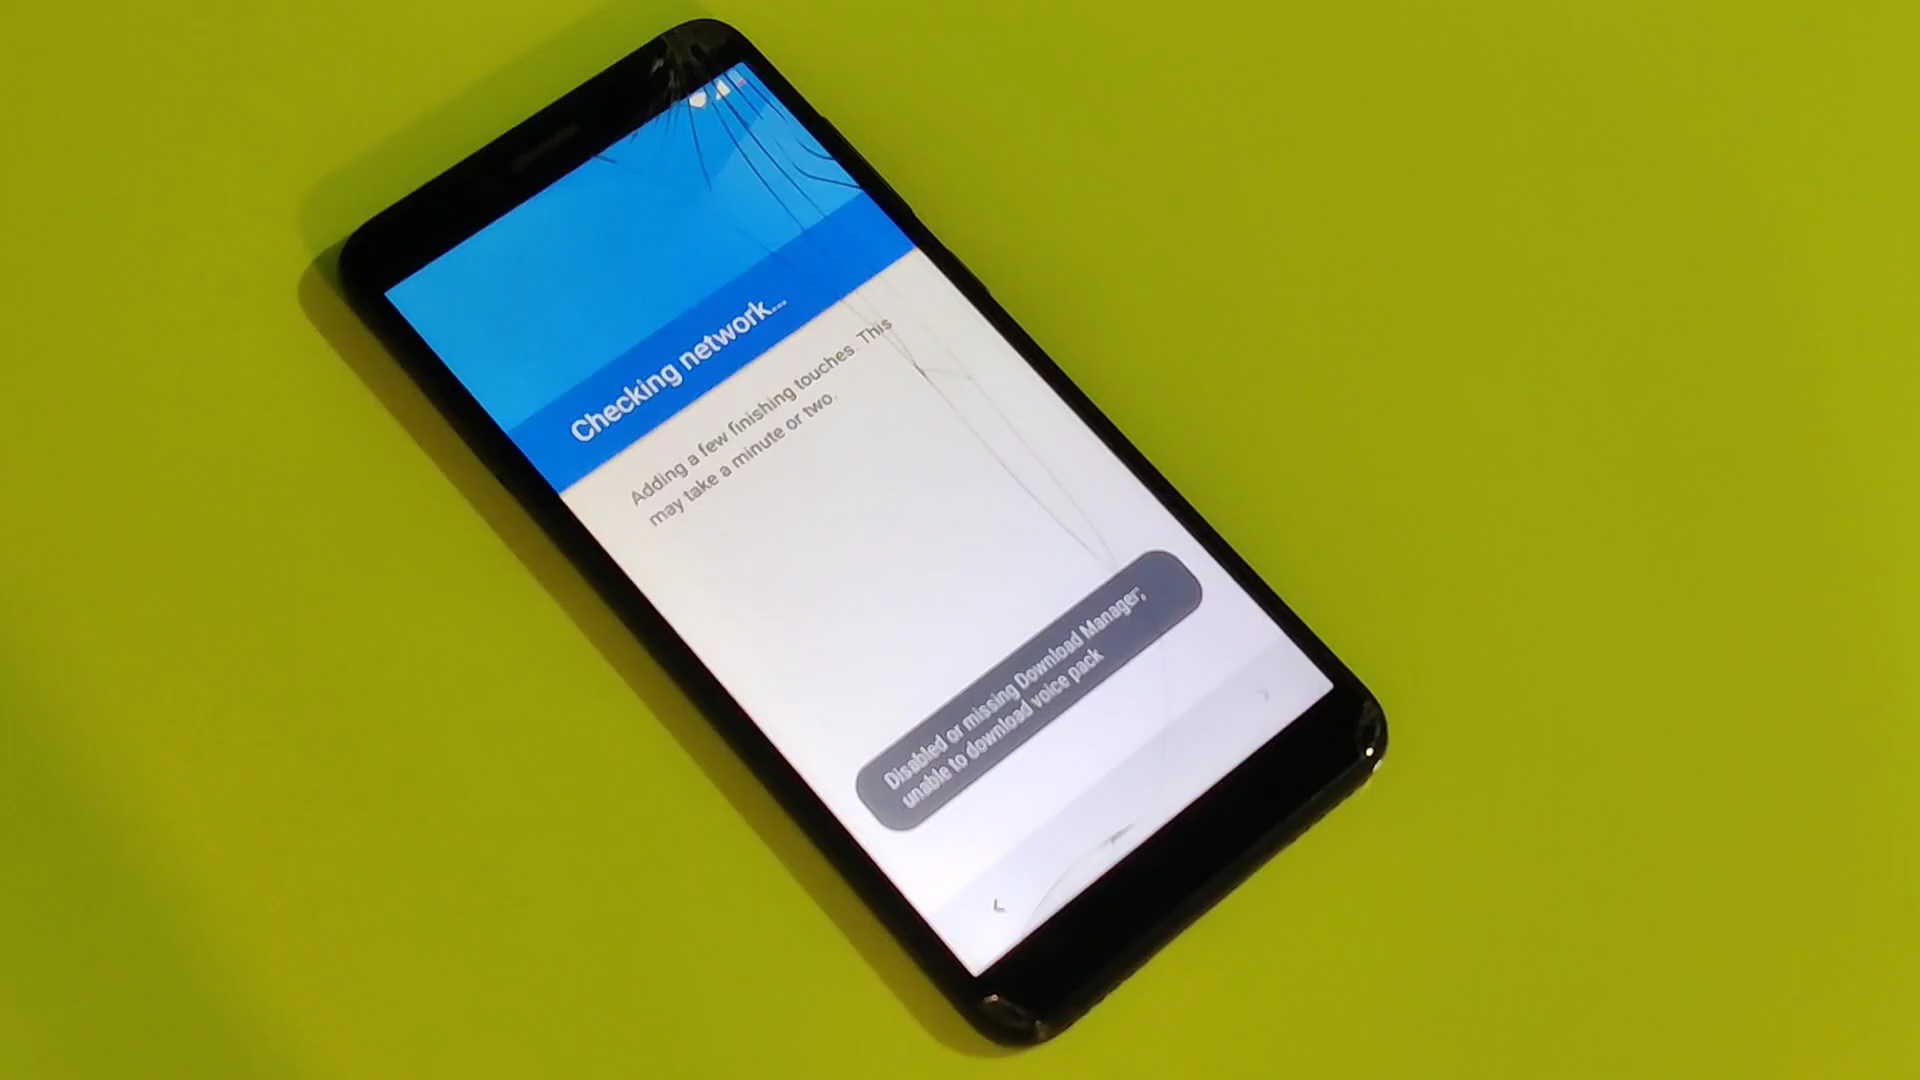 Checking network...
Adding a few finishing touches. This
may take a minute or two.
Disabled or missing Download Manager,
unable to download voice pack